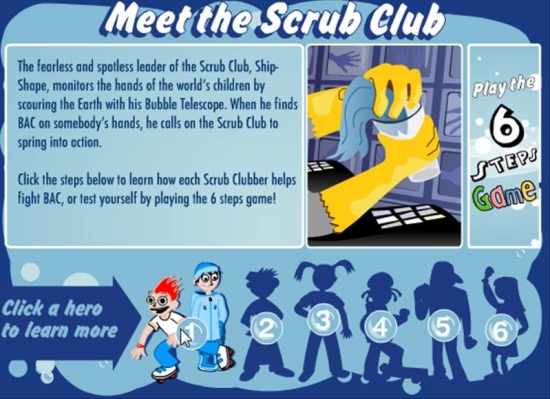 Meet the Scrub Club
The fearless and spotless leader of the Scrub Club, Ship-
Shape, monitors the hands of the world's children by
scouring the Earth with his Bubble Telescope. When he finds
BAC on somebody's hands, he calls on the Scrub Club to
spring into action.
Click the steps below to learn how each Scrub Clubber helps
fight BAC, or test yourself by playing the 6 steps game!
Play the
6
STEPS
Game
Click a hero
to learn more
1
2
3
4
5
6